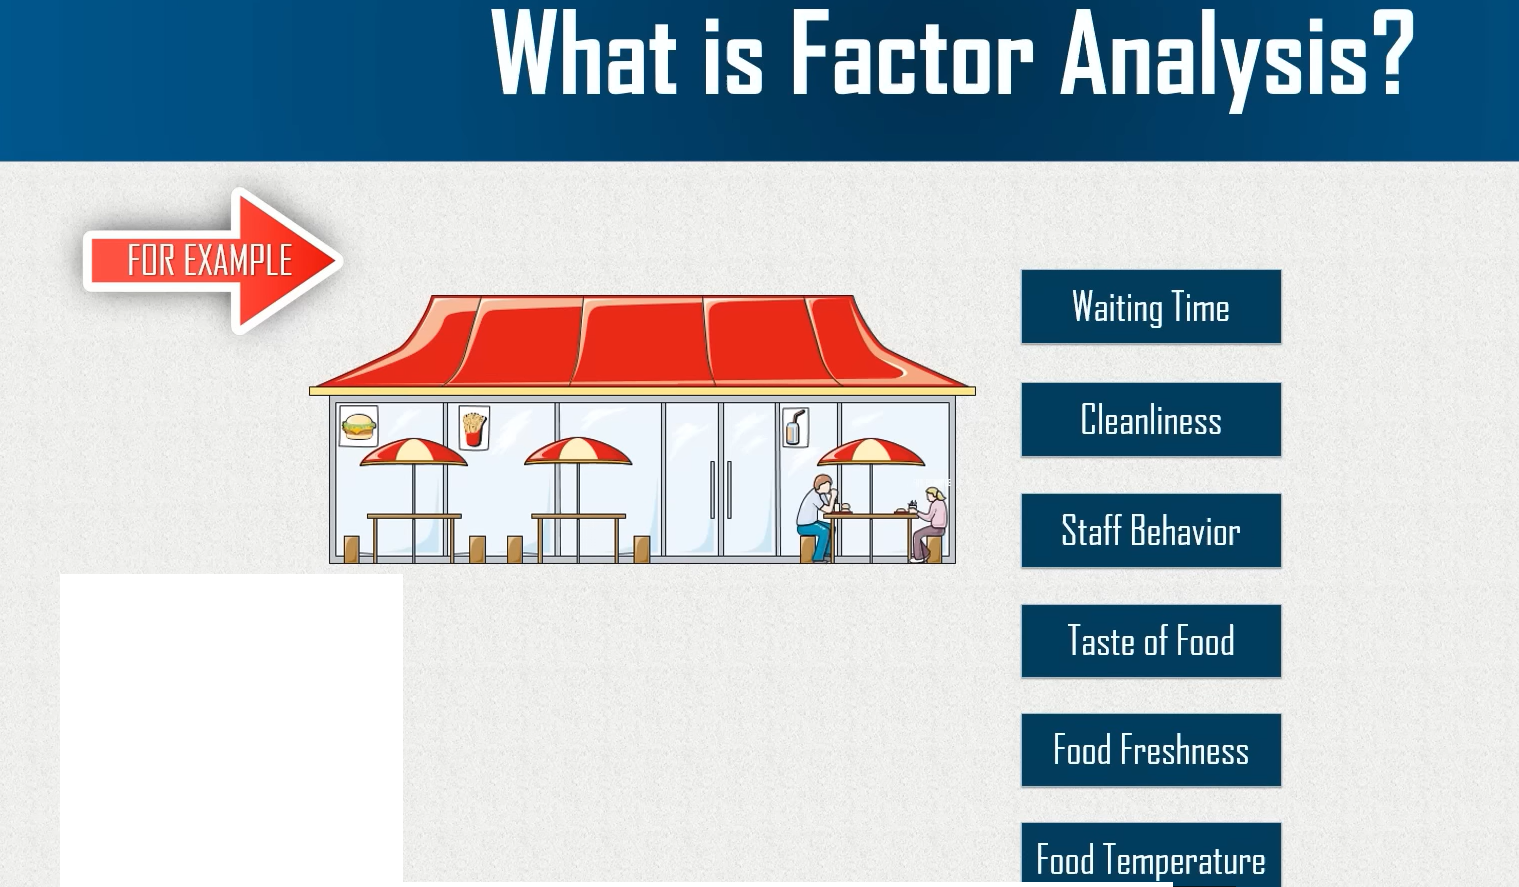 What is Factor Analysis?
FOR EXAMPLE
Waiting Time
Cleanliness
Staff Behavior
Taste of Food
Food Freshness
Food Temperature